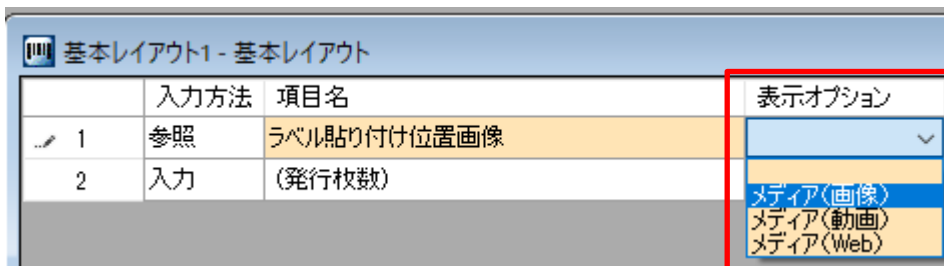 基本レイアウト1 - 基本レイアウト
入力方法 項目名 表示オプション
1 参照 ラベル貼り付け位置画像
2 入力 (発行枚数)
メディア(画像)
メディア(動画)
メディア(Web)